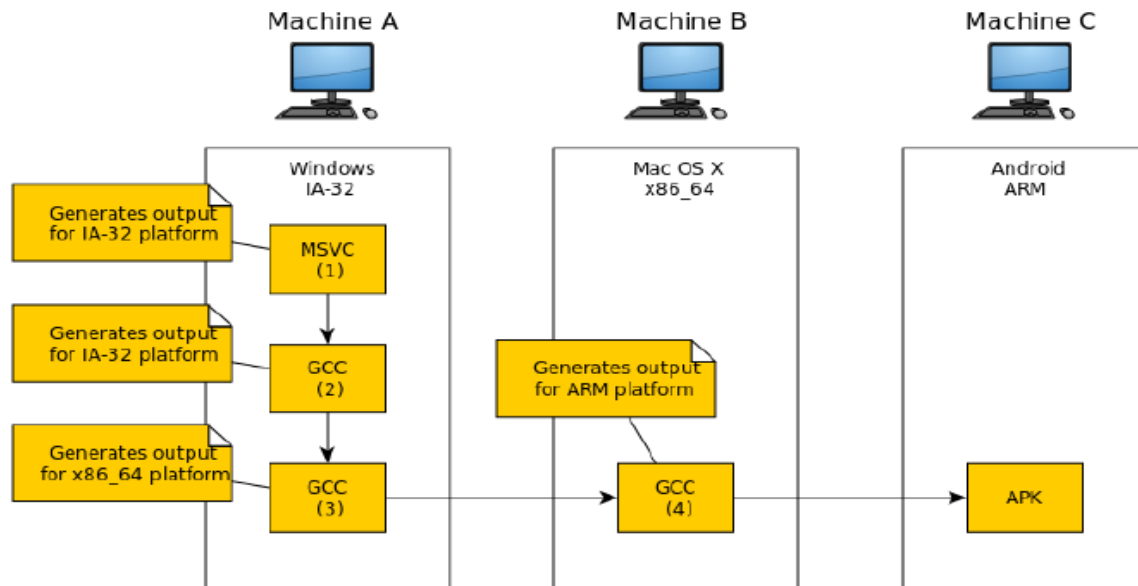 Machine A
Machine B
Machine C
Windows
IA-32
Mac OS X
x86_64
Android
ARM
Generates output
for IA-32 platform
MSVC
(1)
Generates output
for IA-32 platform
GCC
(2)
Generates output
for ARM platform
Generates output
for x86_64 platform
GCC
(3)
GCC
(4)
APK